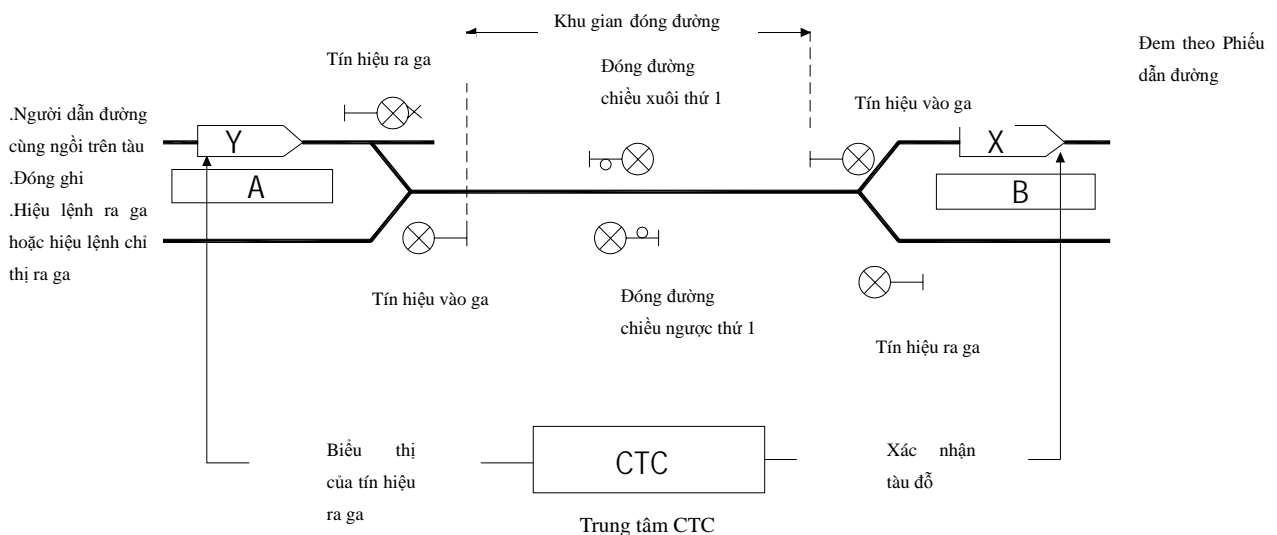 Khu gian đóng đường
Tín hiệu ra ga
Đóng đường
chiều xuôi thứ 1
Tín hiệu vào ga
Đem theo Phiếu
dẫn đường
.Người dẫn đường
cùng ngồi trên tàu
.Đóng ghi
.Hiệu lệnh ra ga
hoặc hiệu lệnh chỉ
thị ra ga
Y
X
A
B
Tín hiệu vào ga
Đóng đường
chiều ngược thứ 1
Tín hiệu ra ga
Biểu thị
của tín hiệu
ra ga
CTC
Xác nhận
tàu đỗ
Trung tâm CTC